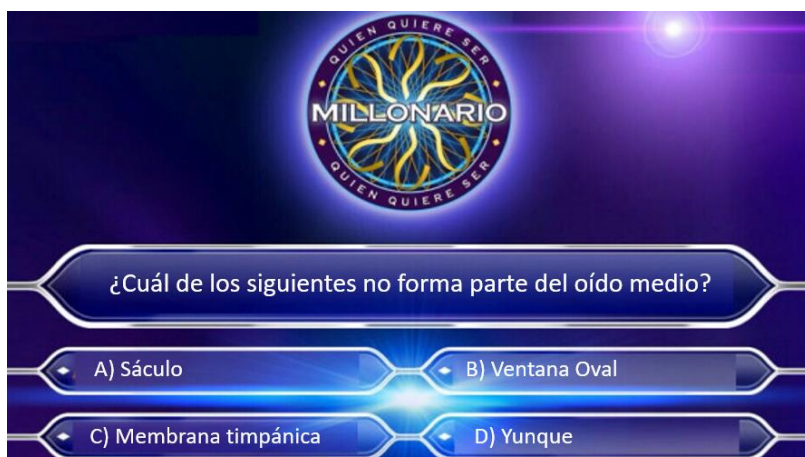 QUIEN QUIERE SER
MILLONARIO
QUIEN QUIERE SER
¿Cuál de los siguientes no forma parte del oído medio?
A) Sáculo
B) Ventana Oval
C) Membrana timpánica
D) Yunque